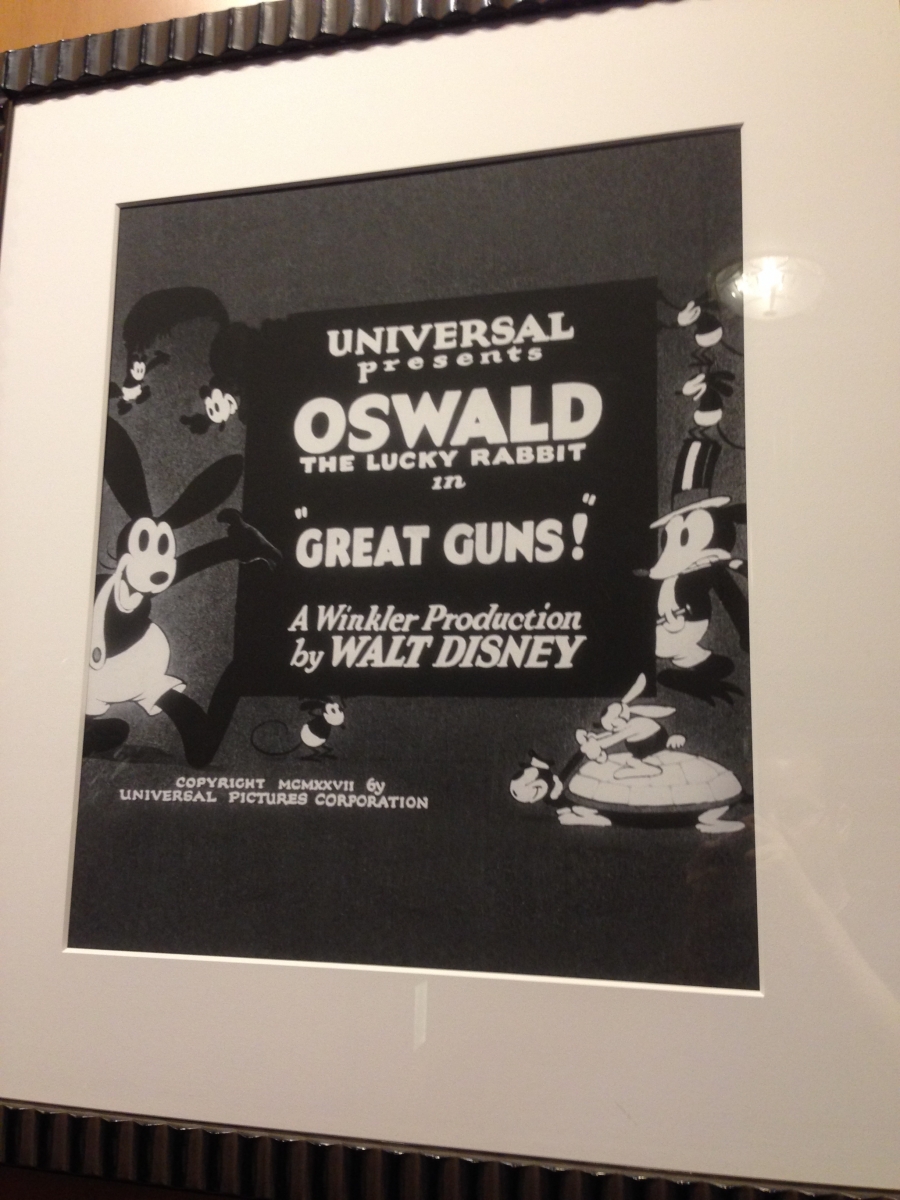 UNIVERSAL
presents
OSWALD
THE LUCKY RABBIT
in
"GREAT GUNS!"
A Winkler Production
by WALT DISNEY
COPYRIGHT MCMXXVII by
UNIVERSAL PICTURES CORPORATION